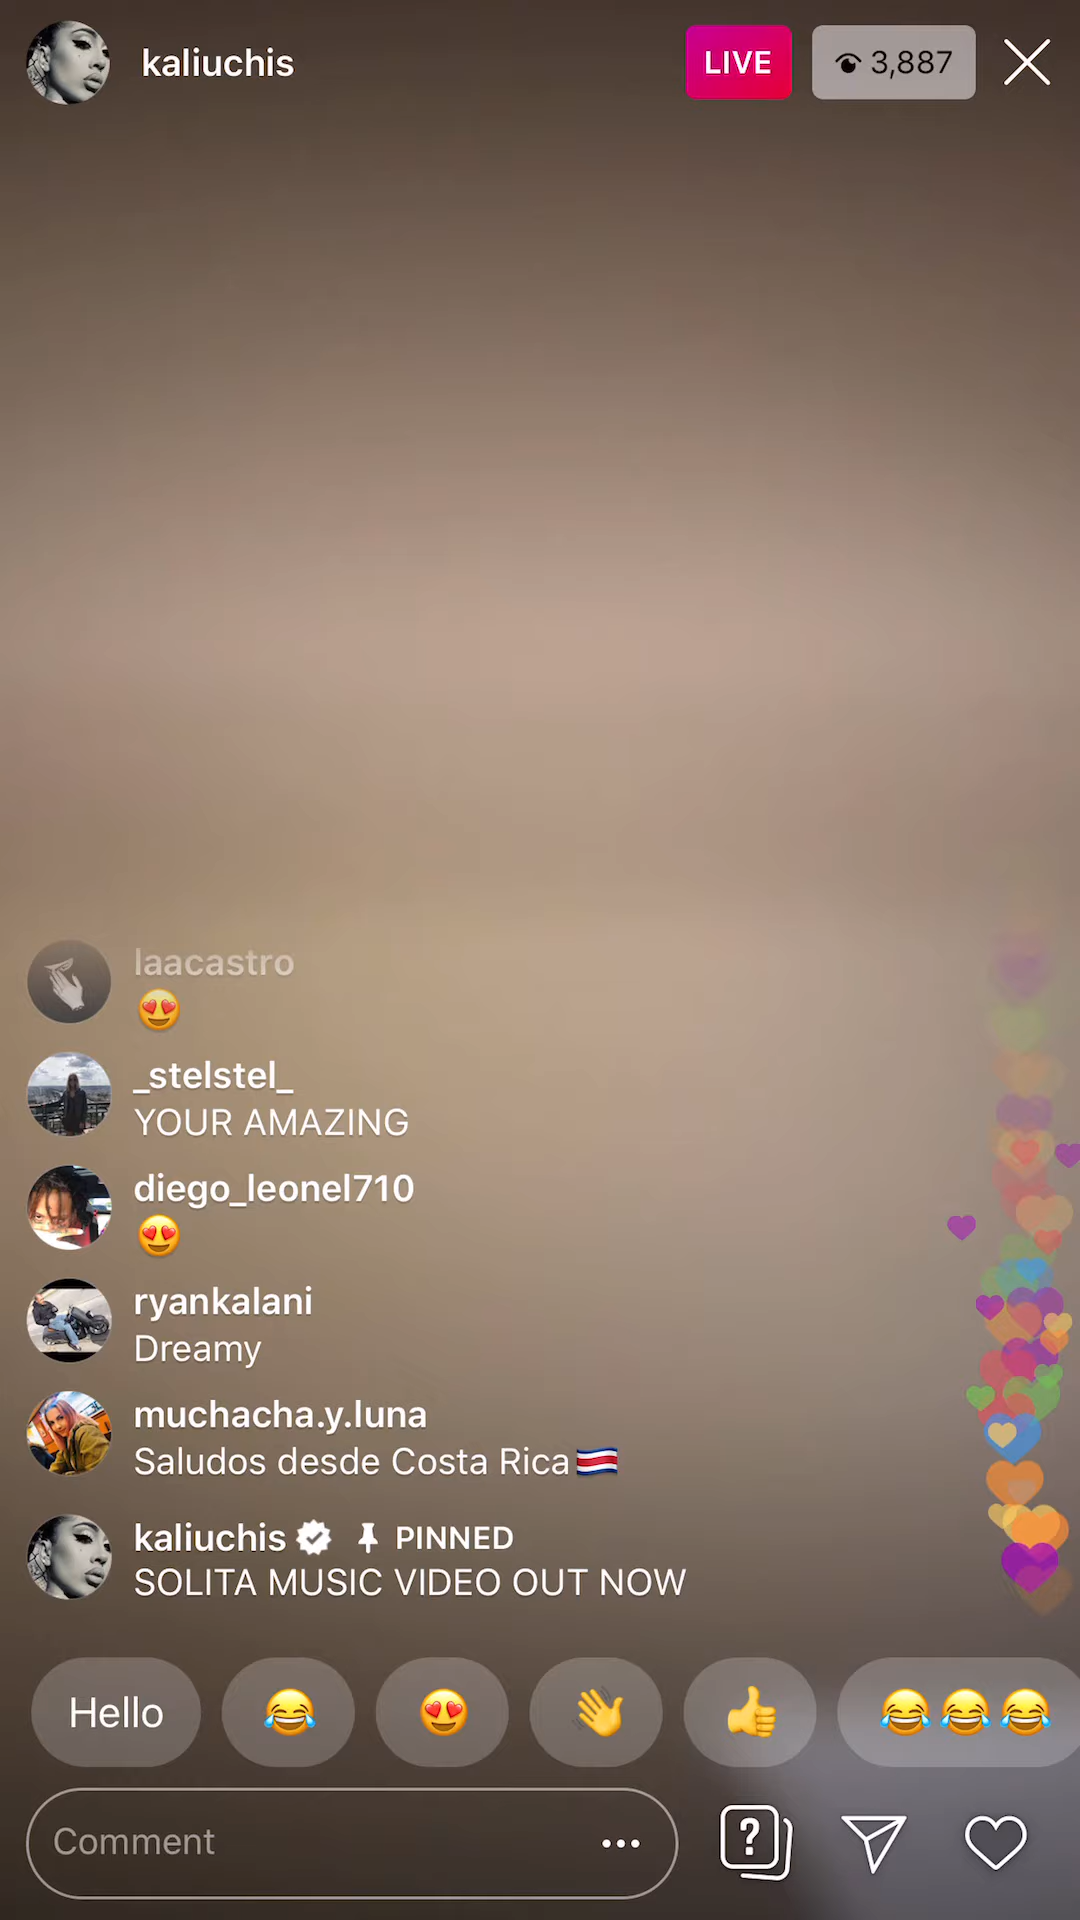 kaliuchis
LIVE
3,887
laacastro
😍
_stelstel_
YOUR AMAZING
diego_leonel710
😍
ryankalani
Dreamy
muchacha.y.luna
Saludos desde Costa Rica🇨🇷
kaliuchis PINNED
SOLITA MUSIC VIDEO OUT NOW
Hello 😂 😍 👋 👍 😂😂😂
Comment ...
?